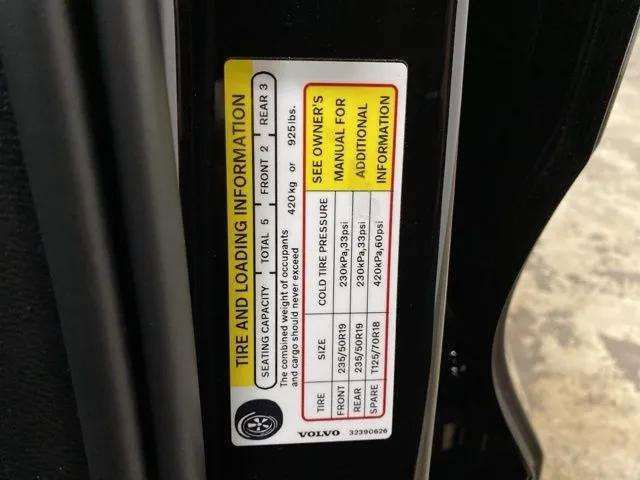 TIRE AND LOADING INFORMATION
SEATING CAPACITY TOTAL 5 FRONT 2 REAR 3
The combined weight of occupants
and cargo should never exceed 420kg or 925lbs.
TIRE SIZE COLD TIRE PRESSURE
FRONT 235/50R19 230kPa,33psi
REAR 235/50R19 230kPa,33psi
SPARE T125/70R18 420kPa,60psi
SEE OWNER'S
MANUAL FOR
ADDITIONAL
INFORMATION
VOLVO 32390626